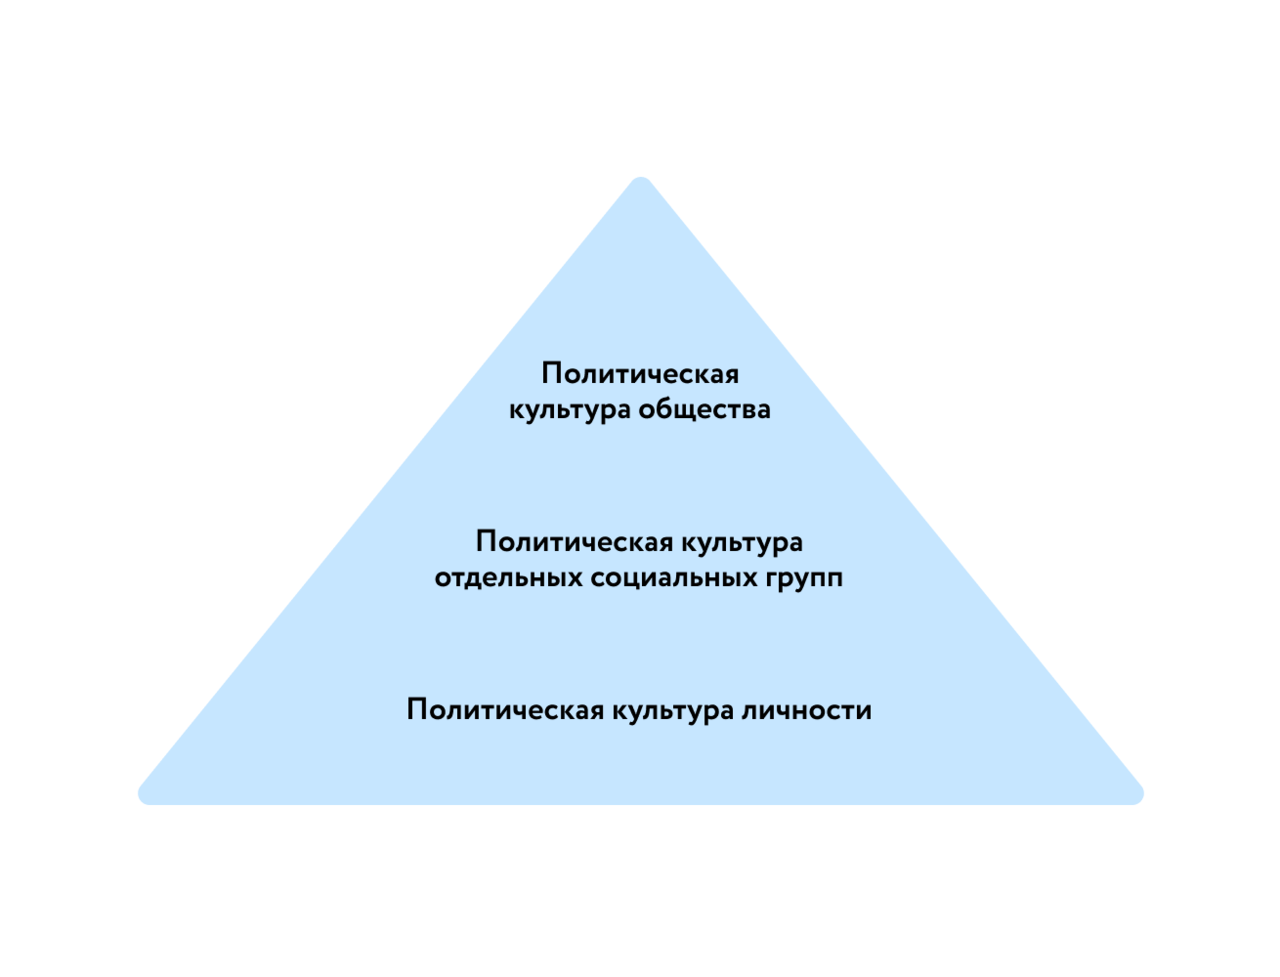 Политическая
культура общества
Политическая культура
отдельных социальных групп
Политическая культура личности